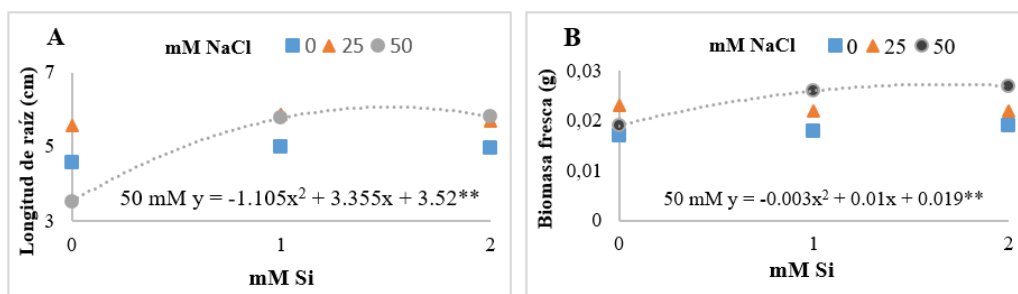 A
mM NaCl 0 25 50
Longitud de raíz (cm)
7
5
3
50 mM y = -1.105x² + 3.355x + 3.52**
0 1 2
mM Si
B
mM NaCl 0 25 50
Biomasa fresca (g)
0,03
0,02
0,01
0
50 mM y = -0.003x² + 0.01x + 0.019**
0 1 2
mM Si